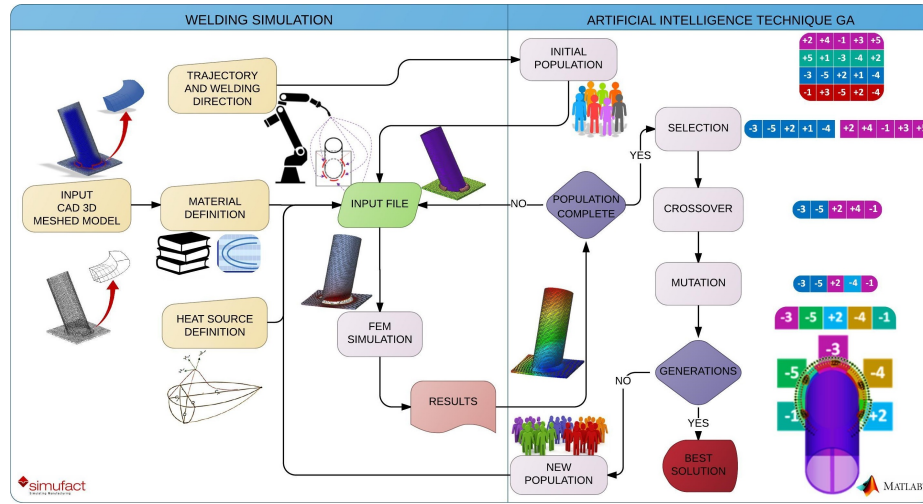 WELDING SIMULATION
ARTIFICIAL INTELLIGENCE TECHNIQUE GA
TRAJECTORY
AND WELDING
DIRECTION
INITIAL
POPULATION
+2 +4 -1 +3 +5
+5 +1 -3 -4 +2
-3 -5 +2 +1 -4
-1 +3 -5 +2 -4
SELECTION
-3 -5 +2 +1 -4
+2 +4 -1 +3
YES
INPUT
CAD 3D
MESHED MODEL
MATERIAL
DEFINITION
INPUT FILE
NO
POPULATION
COMPLETE
CROSSOVER
-3 -5 +2 +4 -1
MUTATION
-3 -5 +2 -4 -1
HEAT SOURCE
DEFINITION
FEM
SIMULATION
-3 -5 +2 -4 -1
GENERATIONS
NO
-3
-5
-4
-1
+2
RESULTS
YES
NEW
POPULATION
BEST
SOLUTION
simufact
MATLAB